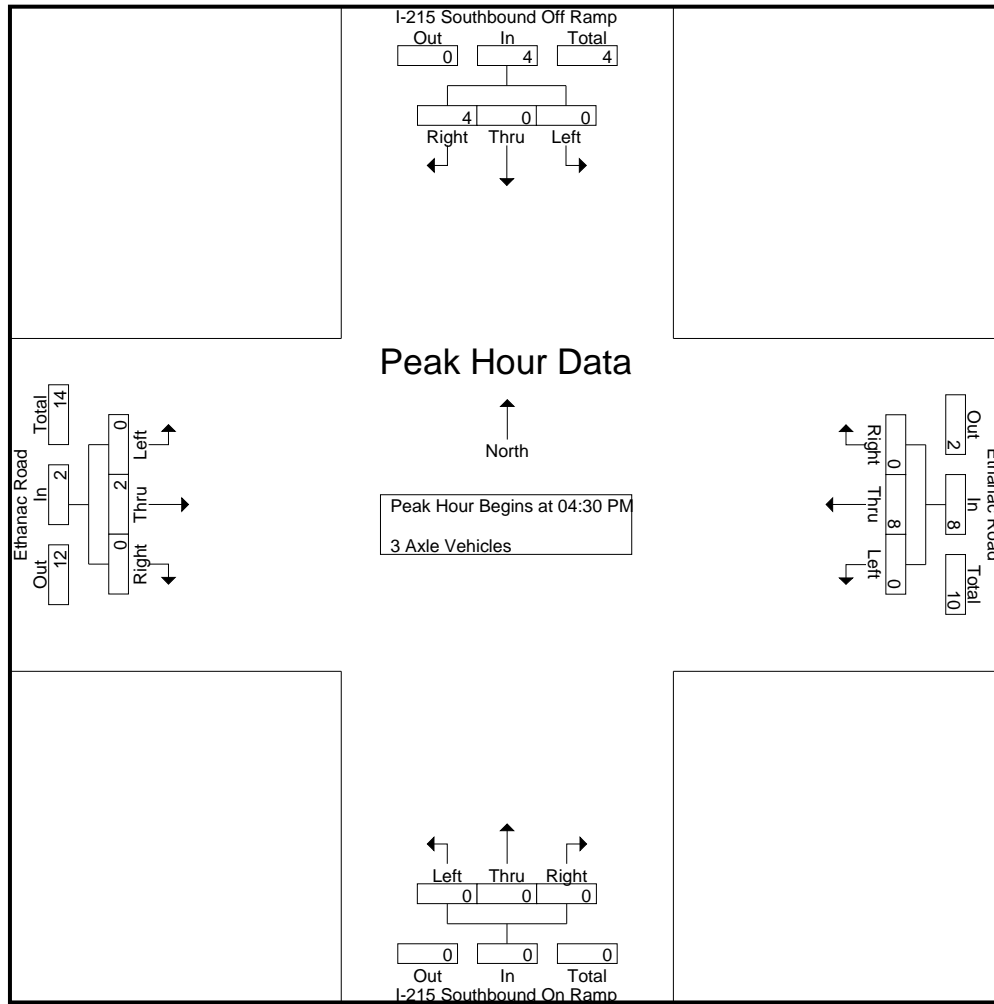 I-215 Southbound Off Ramp
Out In Total
0 4 4
4 0 0
Right Thru Left
Peak Hour Data
North
Peak Hour Begins at 04:30 PM
3 Axle Vehicles
Ethanac Road
Out In Total
12 2 14
0 2 0
Right Thru Left
Ethanac Road
Out In Total
2 8 10
0 8 0
Right Thru Left
Left Thru Right
0 0 0
0 0 0
Out In Total
I-215 Southbound On Ramp